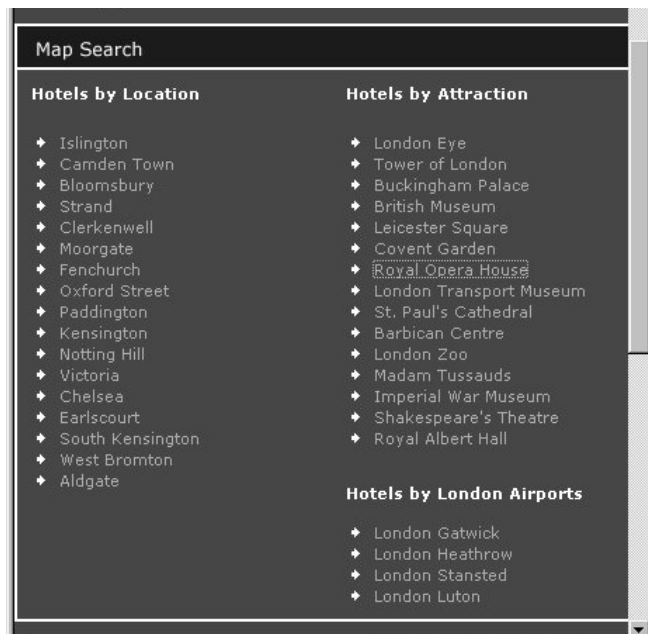 Map Search
Hotels by Location
Islington
Camden Town
Bloomsbury
Strand
Clerkenwell
Moorgate
Fenchurch
Oxford Street
Paddington
Kensington
Notting Hill
Victoria
Chelsea
Earlscourt
South Kensington
West Bromton
Aldgate
Hotels by Attraction
London Eye
Tower of London
Buckingham Palace
British Museum
Leicester Square
Covent Garden
Royal Opera House
London Transport Museum
St. Paul's Cathedral
Barbican Centre
London Zoo
Madam Tussauds
Imperial War Museum
Shakespeare's Theatre
Royal Albert Hall
Hotels by London Airports
London Gatwick
London Heathrow
London Stansted
London Luton